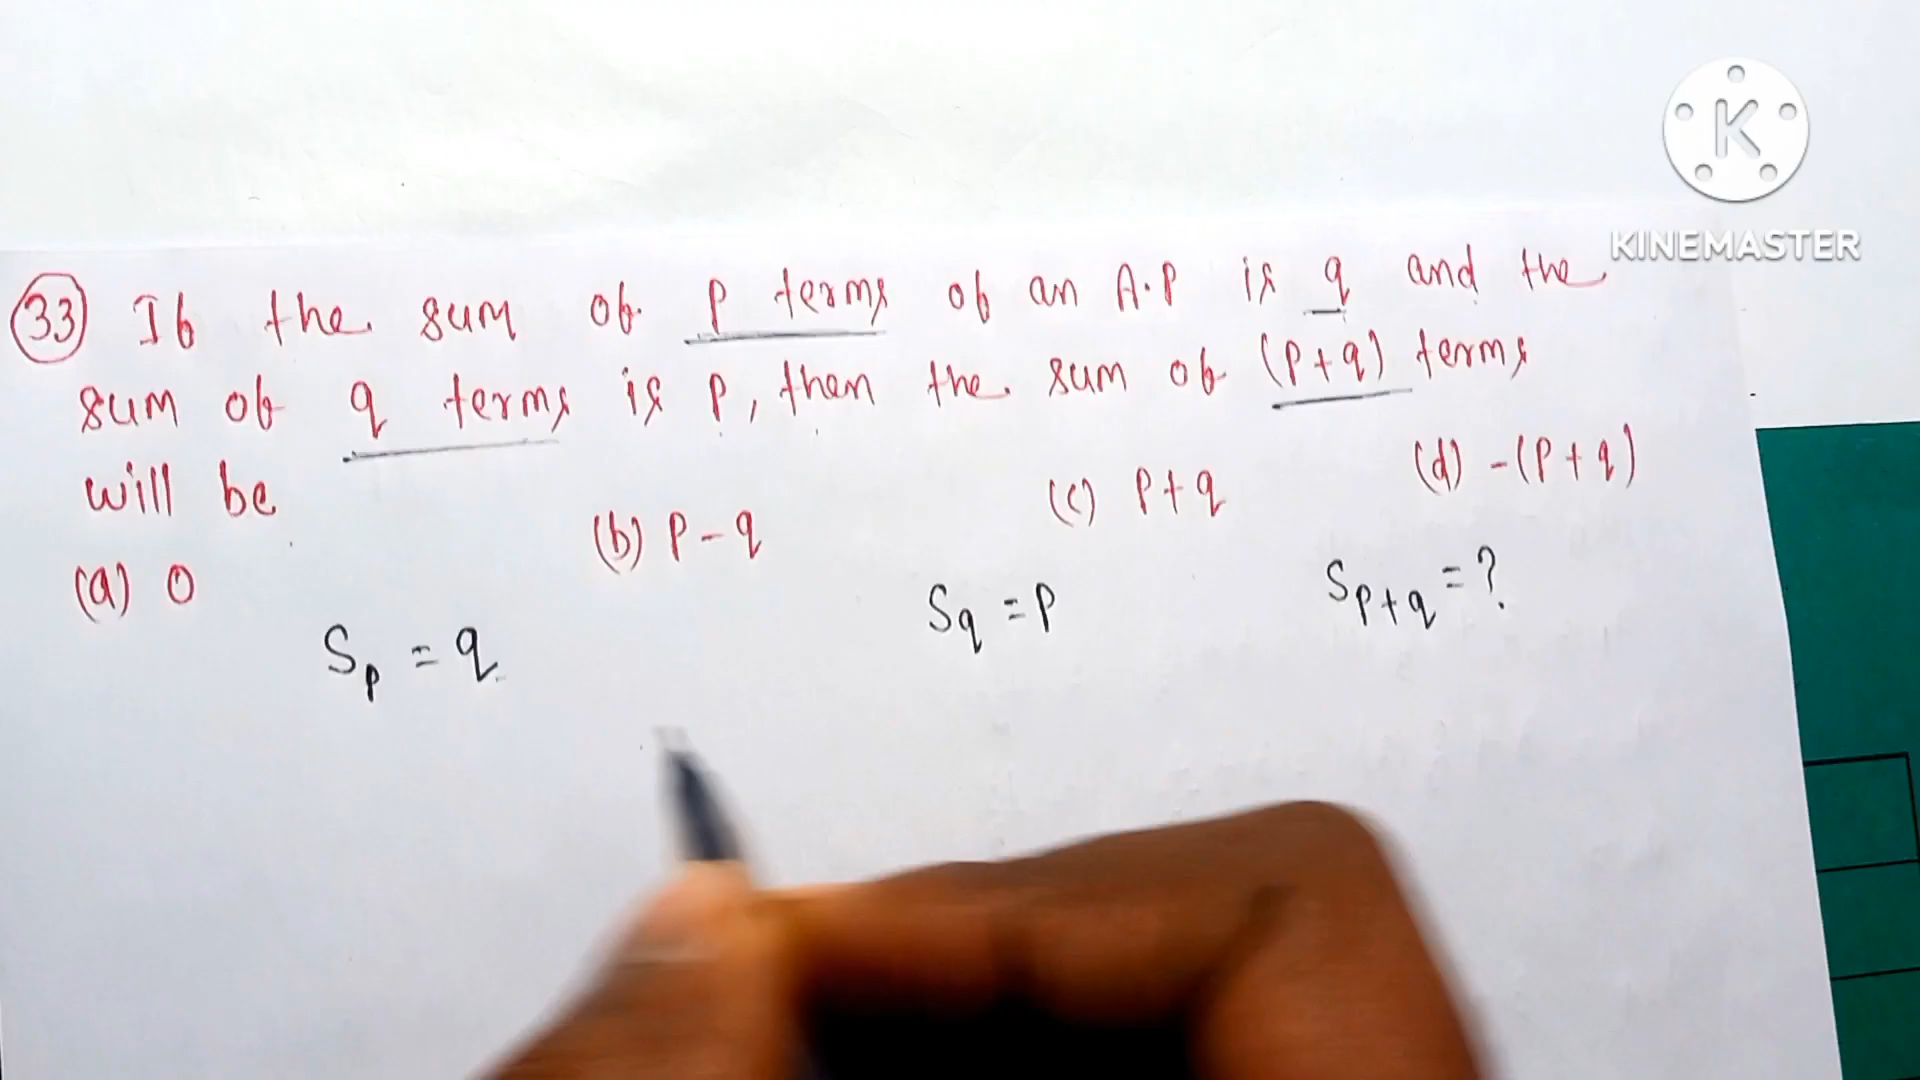 K
KINEMASTER
(33) If the sum of p terms of an A.P is q and the
sum of q terms is p, then the sum of (p+q) terms
will be
(a) 0 (b) p-q (c) p+q (d) -(p+q)
Sp = q Sq = p Sp+q = ?